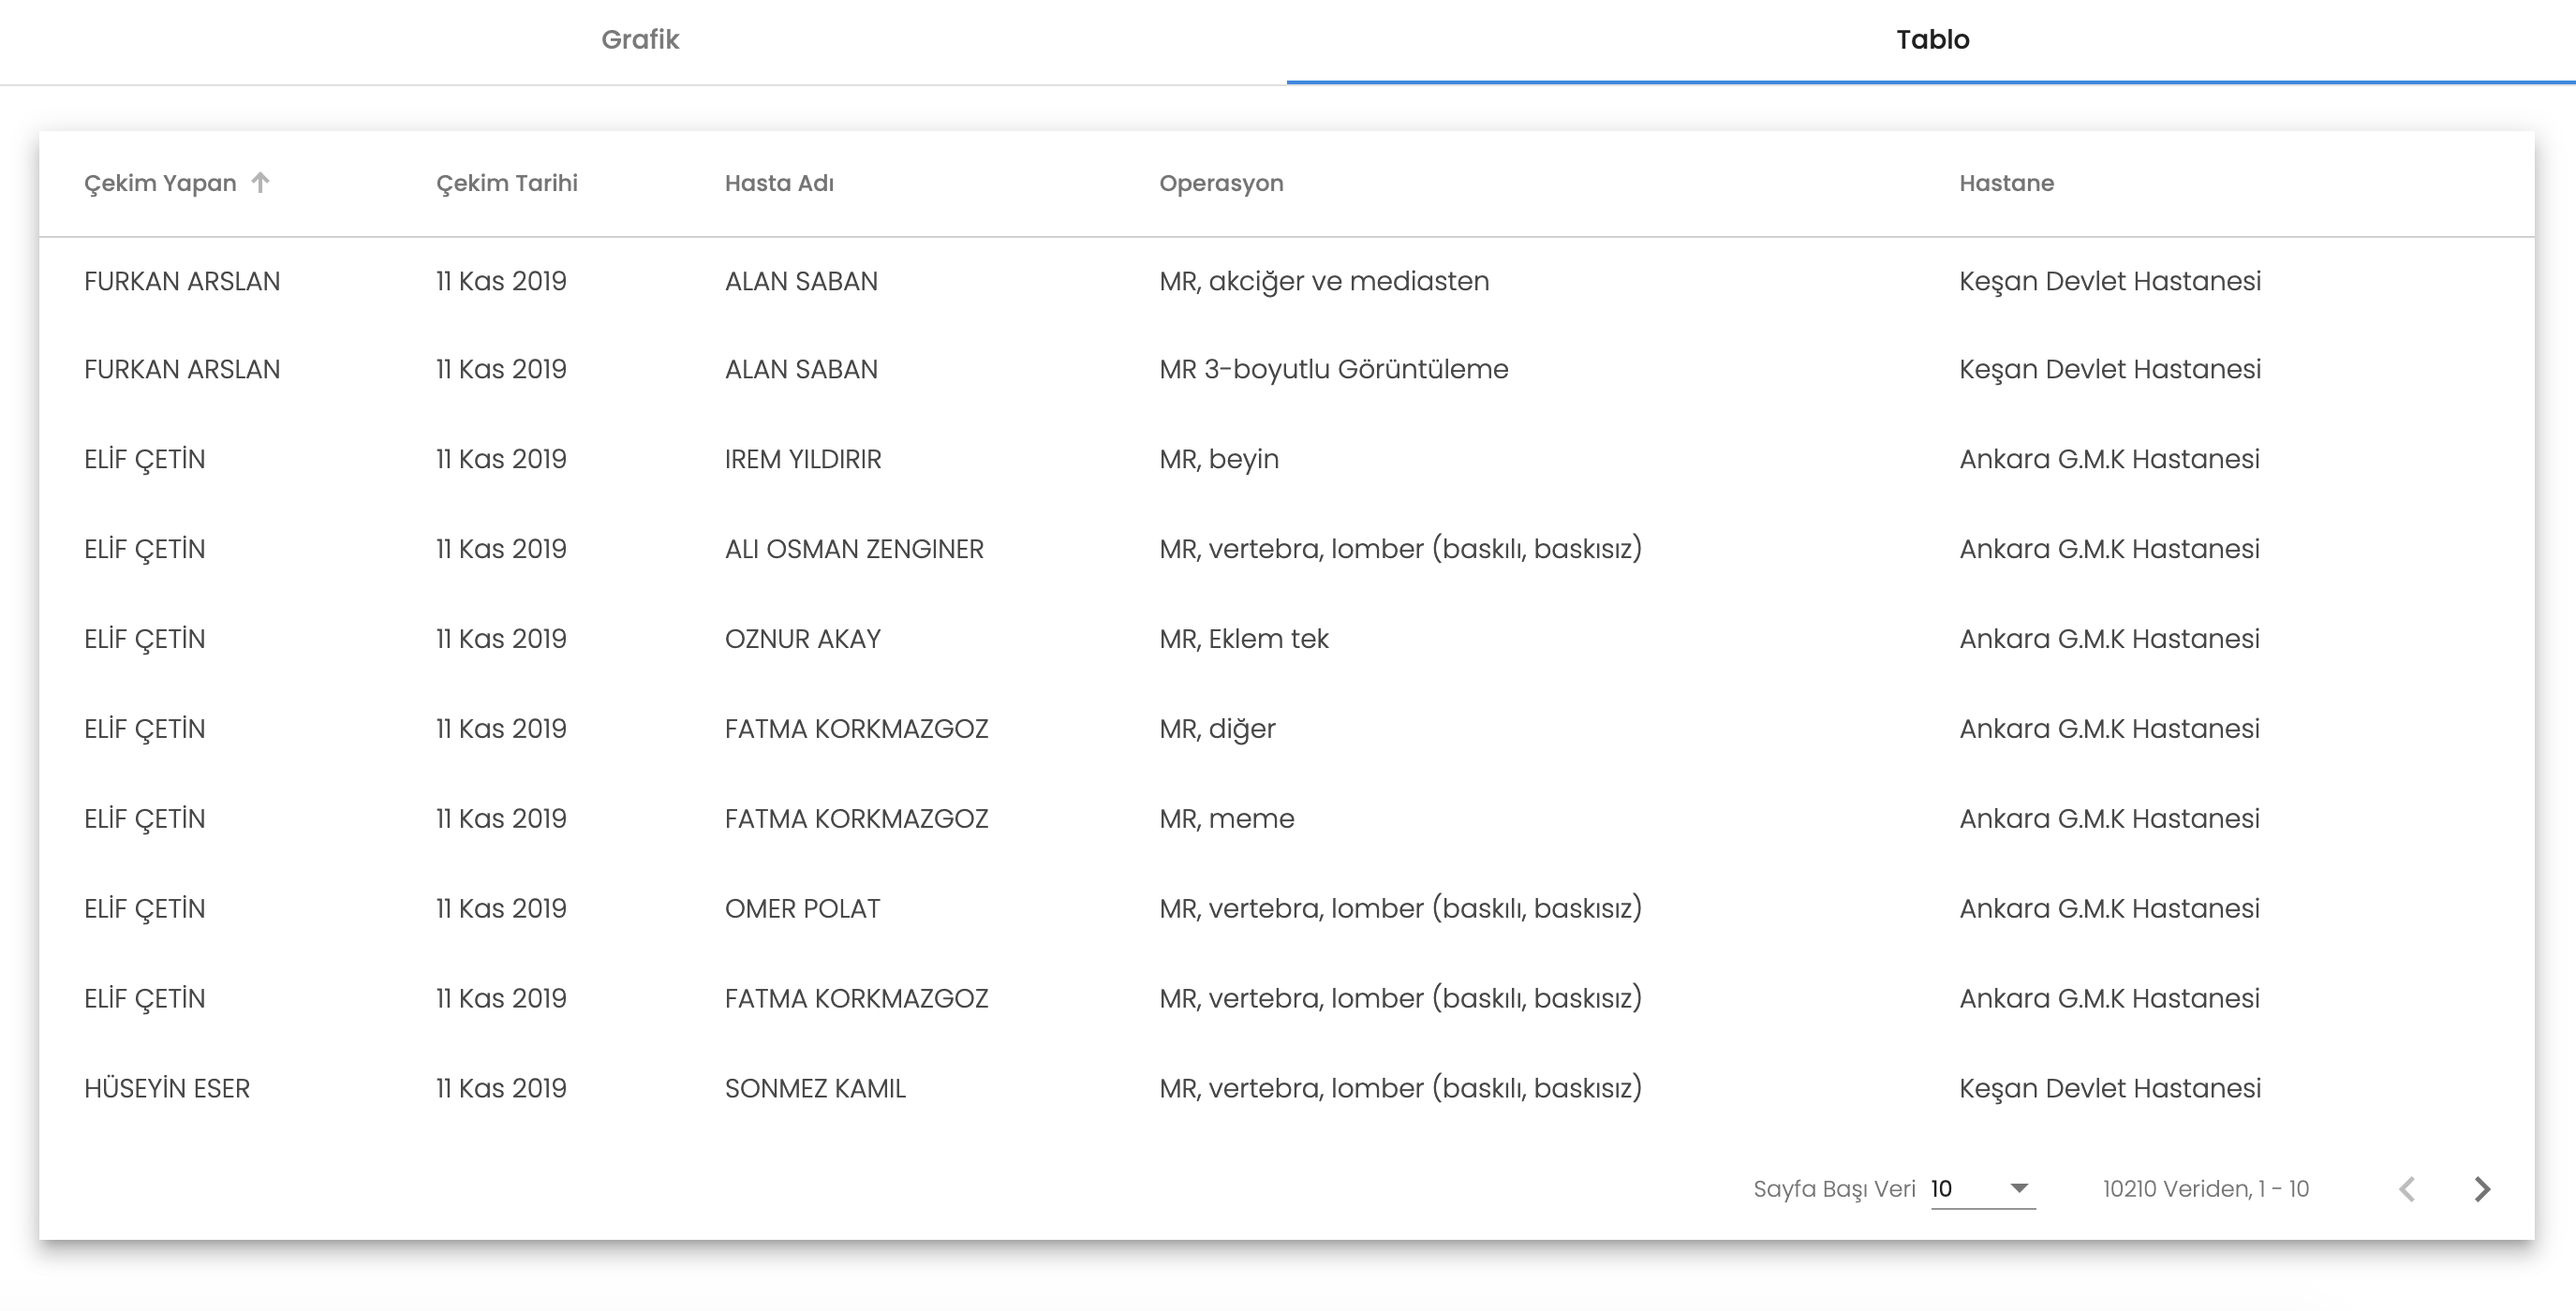 Grafik Tablo
Çekim Yapan Çekim Tarihi Hasta Adı Operasyon Hastane
FURKAN ARSLAN 11 Kas 2019 ALAN SABAN MR, akciğer ve mediasten Keşan Devlet Hastanesi
FURKAN ARSLAN 11 Kas 2019 ALAN SABAN MR 3-boyutlu Görüntüleme Keşan Devlet Hastanesi
ELİF ÇETİN 11 Kas 2019 IREM YILDIRIR MR, beyin Ankara G.M.K Hastanesi
ELİF ÇETİN 11 Kas 2019 ALI OSMAN ZENGINER MR, vertebra, lomber (baskılı, baskısız) Ankara G.M.K Hastanesi
ELİF ÇETİN 11 Kas 2019 OZNUR AKAY MR, Eklem tek Ankara G.M.K Hastanesi
ELİF ÇETİN 11 Kas 2019 FATMA KORKMAZGOZ MR, diğer Ankara G.M.K Hastanesi
ELİF ÇETİN 11 Kas 2019 FATMA KORKMAZGOZ MR, meme Ankara G.M.K Hastanesi
ELİF ÇETİN 11 Kas 2019 OMER POLAT MR, vertebra, lomber (baskılı, baskısız) Ankara G.M.K Hastanesi
ELİF ÇETİN 11 Kas 2019 FATMA KORKMAZGOZ MR, vertebra, lomber (baskılı, baskısız) Ankara G.M.K Hastanesi
HÜSEYİN ESER 11 Kas 2019 SONMEZ KAMIL MR, vertebra, lomber (baskılı, baskısız) Keşan Devlet Hastanesi
Sayfa Başı Veri 10 10210 Veriden, 1 - 10